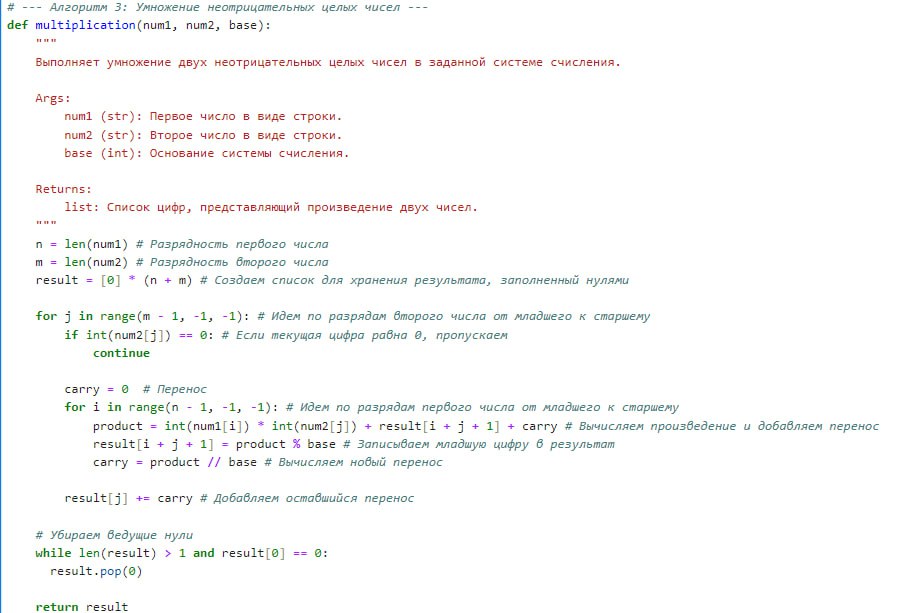 # --- Алгоритм 3: Умножение неотрицательных целых чисел ---
def multiplication(num1, num2, base):
    """
    Выполняет умножение двух неотрицательных целых чисел в заданной системе счисления.

    Args:
        num1 (str): Первое число в виде строки.
        num2 (str): Второе число в виде строки.
        base (int): Основание системы счисления.

    Returns:
        list: Список цифр, представляющий произведение двух чисел.
    """
    n = len(num1) # Разрядность первого числа
    m = len(num2) # Разрядность второго числа
    result = [0] * (n + m) # Создаем список для хранения результата, заполненный нулями

    for j in range(m - 1, -1, -1): # Идем по разрядам второго числа от младшего к старшему
        if int(num2[j]) == 0: # Если текущая цифра равна 0, пропускаем
            continue

        carry = 0  # Перенос
        for i in range(n - 1, -1, -1): # Идем по разрядам первого числа от младшего к старшему
            product = int(num1[i]) * int(num2[j]) + result[i + j + 1] + carry # Вычисляем произведение и добавляем перенос
            result[i + j + 1] = product % base # Записываем младшую цифру в результат
            carry = product // base # Вычисляем новый перенос

        result[j] += carry # Добавляем оставшийся перенос

    # Убираем ведущие нули
    while len(result) > 1 and result[0] == 0:
      result.pop(0)

    return result